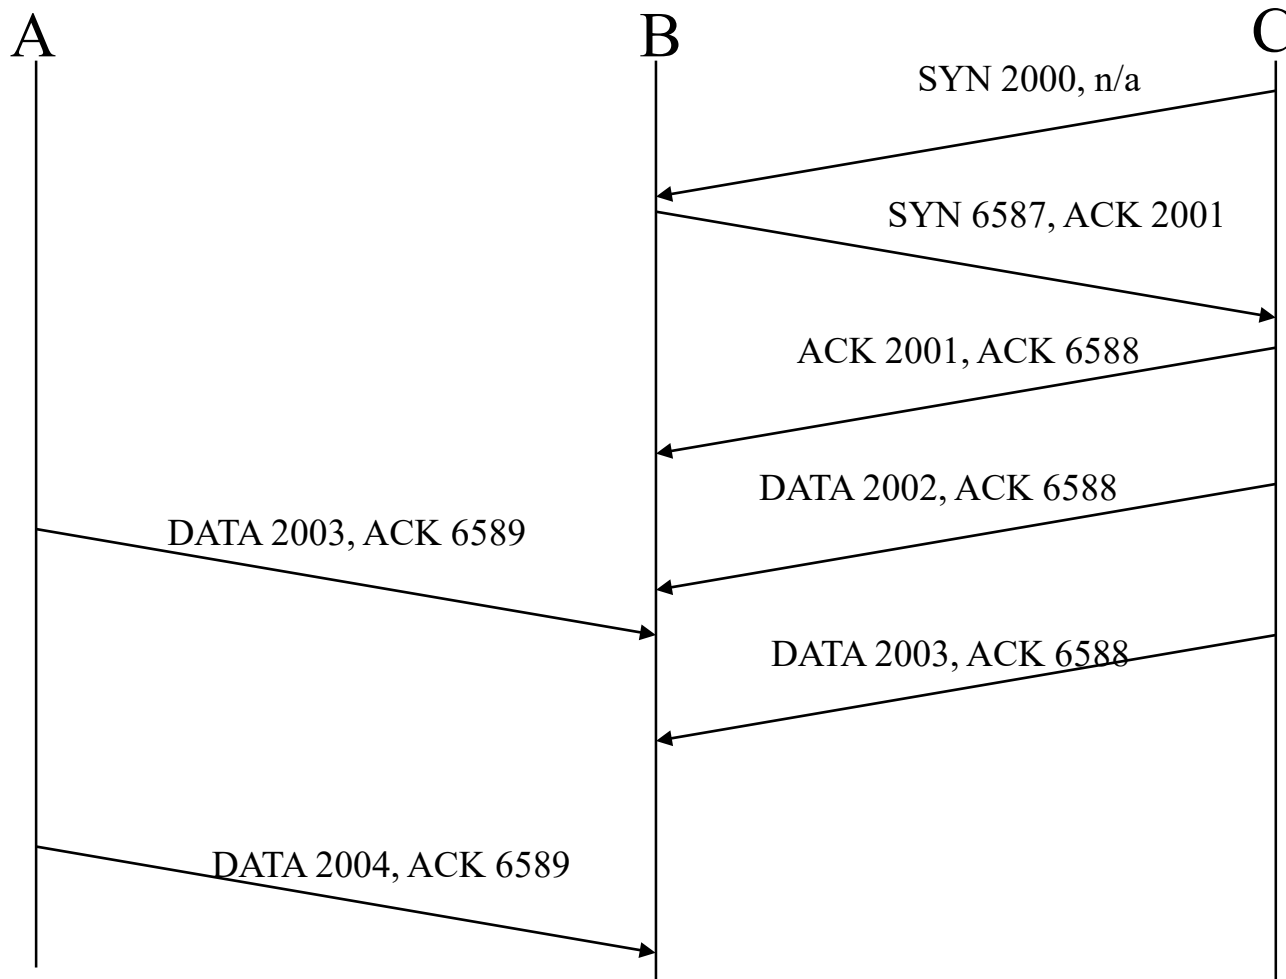 A
B
C
SYN 2000, n/a
SYN 6587, ACK 2001
ACK 2001, ACK 6588
DATA 2002, ACK 6588
DATA 2003, ACK 6589
DATA 2003, ACK 6588
DATA 2004, ACK 6589